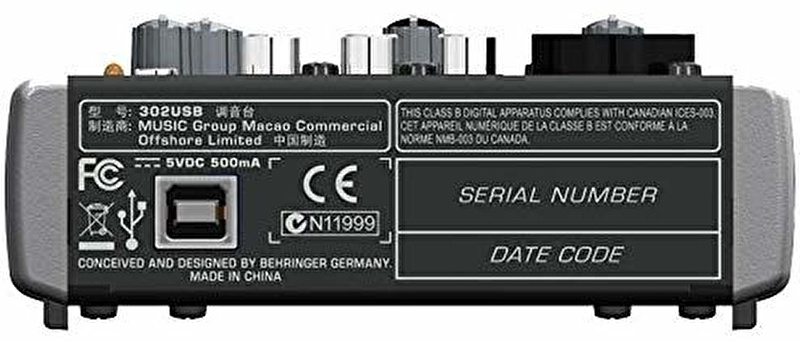 型 号: 302USB 调音台
制造商: MUSIC Group Macao Commercial
Offshore Limited 中国制造
THIS CLASS B DIGITAL APPARATUS COMPLIES WITH CANADIAN ICES-003.
CET APPAREIL NUMÉRIQUE DE LA CLASSE B EST CONFORME À LA
NORME NMB-003 DU CANADA.
FC
5VDC 500mA
CE
N11999
SERIAL NUMBER
DATE CODE
CONCEIVED AND DESIGNED BY BEHRINGER GERMANY.
MADE IN CHINA